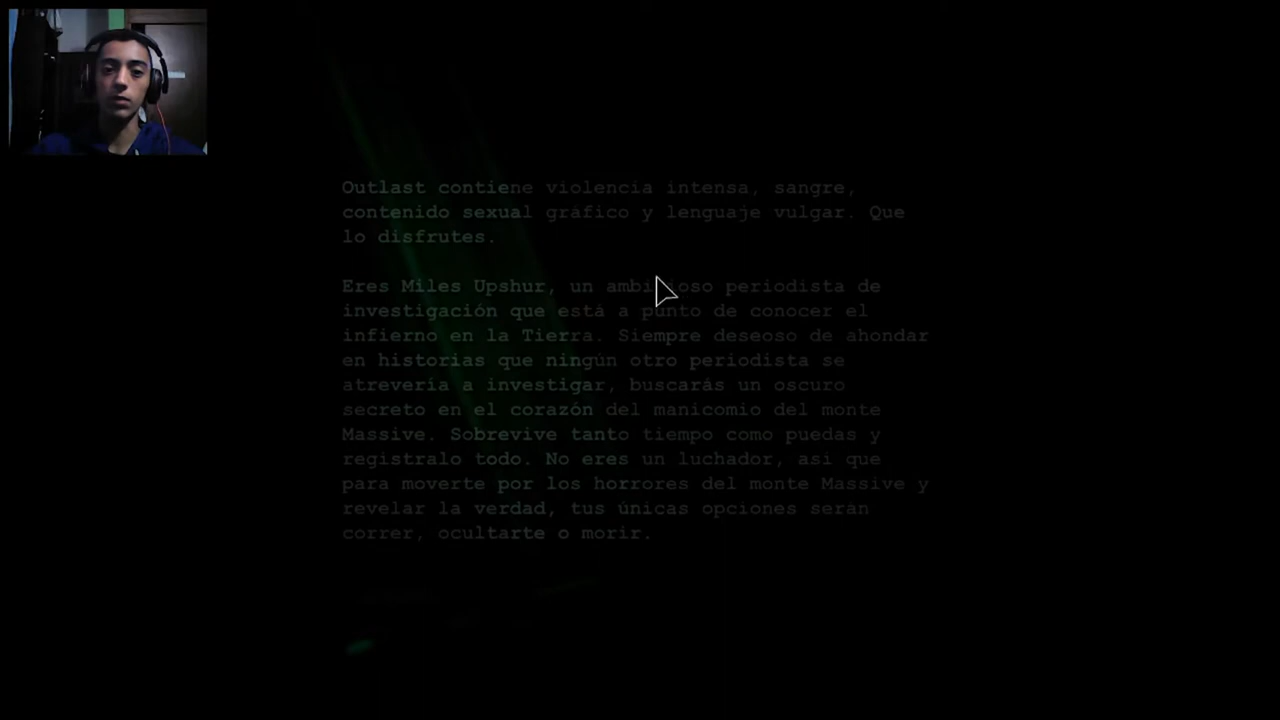 Outlast contiene violencia intensa, sangre,
contenido sexual gráfico y lenguaje vulgar. Que
lo disfrutes.
Eres Miles Upshur, un ambicioso periodista de
investigación que está a punto de conocer el
infierno en la Tierra. Siempre deseoso de ahondar
en historias que ningún otro periodista se
atrevería a investigar, buscarás un oscuro
secreto en el corazón del manicomio del monte
Massive. Sobrevive tanto tiempo como puedas y
regístralo todo. No eres un luchador, así que
para moverte por los horrores del monte Massive y
revelar la verdad, tus únicas opciones serán
correr, ocultarte o morir.